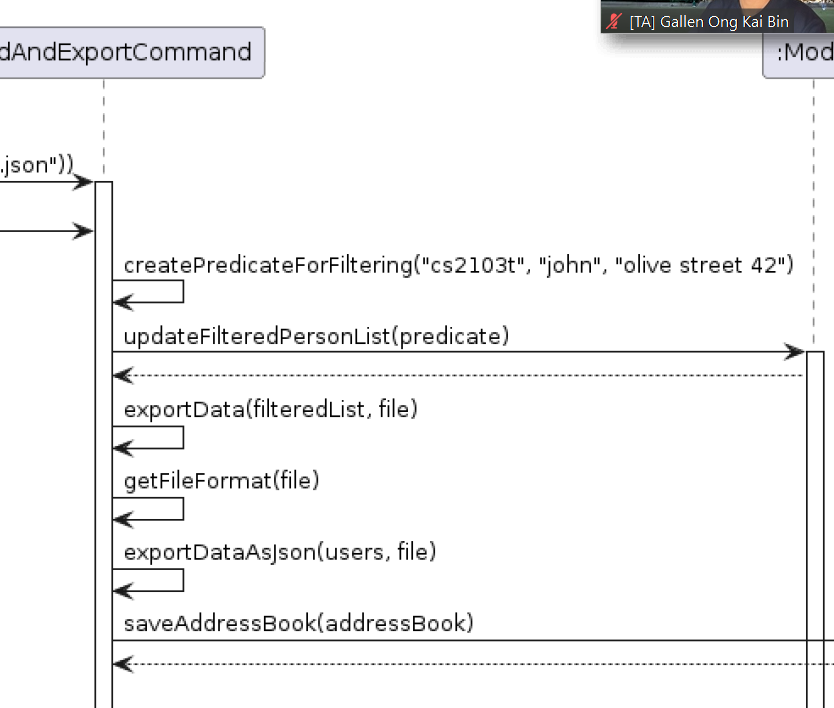 [TA] Gallen Ong Kai Bin
dAndExportCommand
:Mod
.json"))
createPredicateForFiltering("cs2103t", "john", "olive street 42")
updateFilteredPersonList(predicate)
exportData(filteredList, file)
getFileFormat(file)
exportDataAsJson(users, file)
saveAddressBook(addressBook)